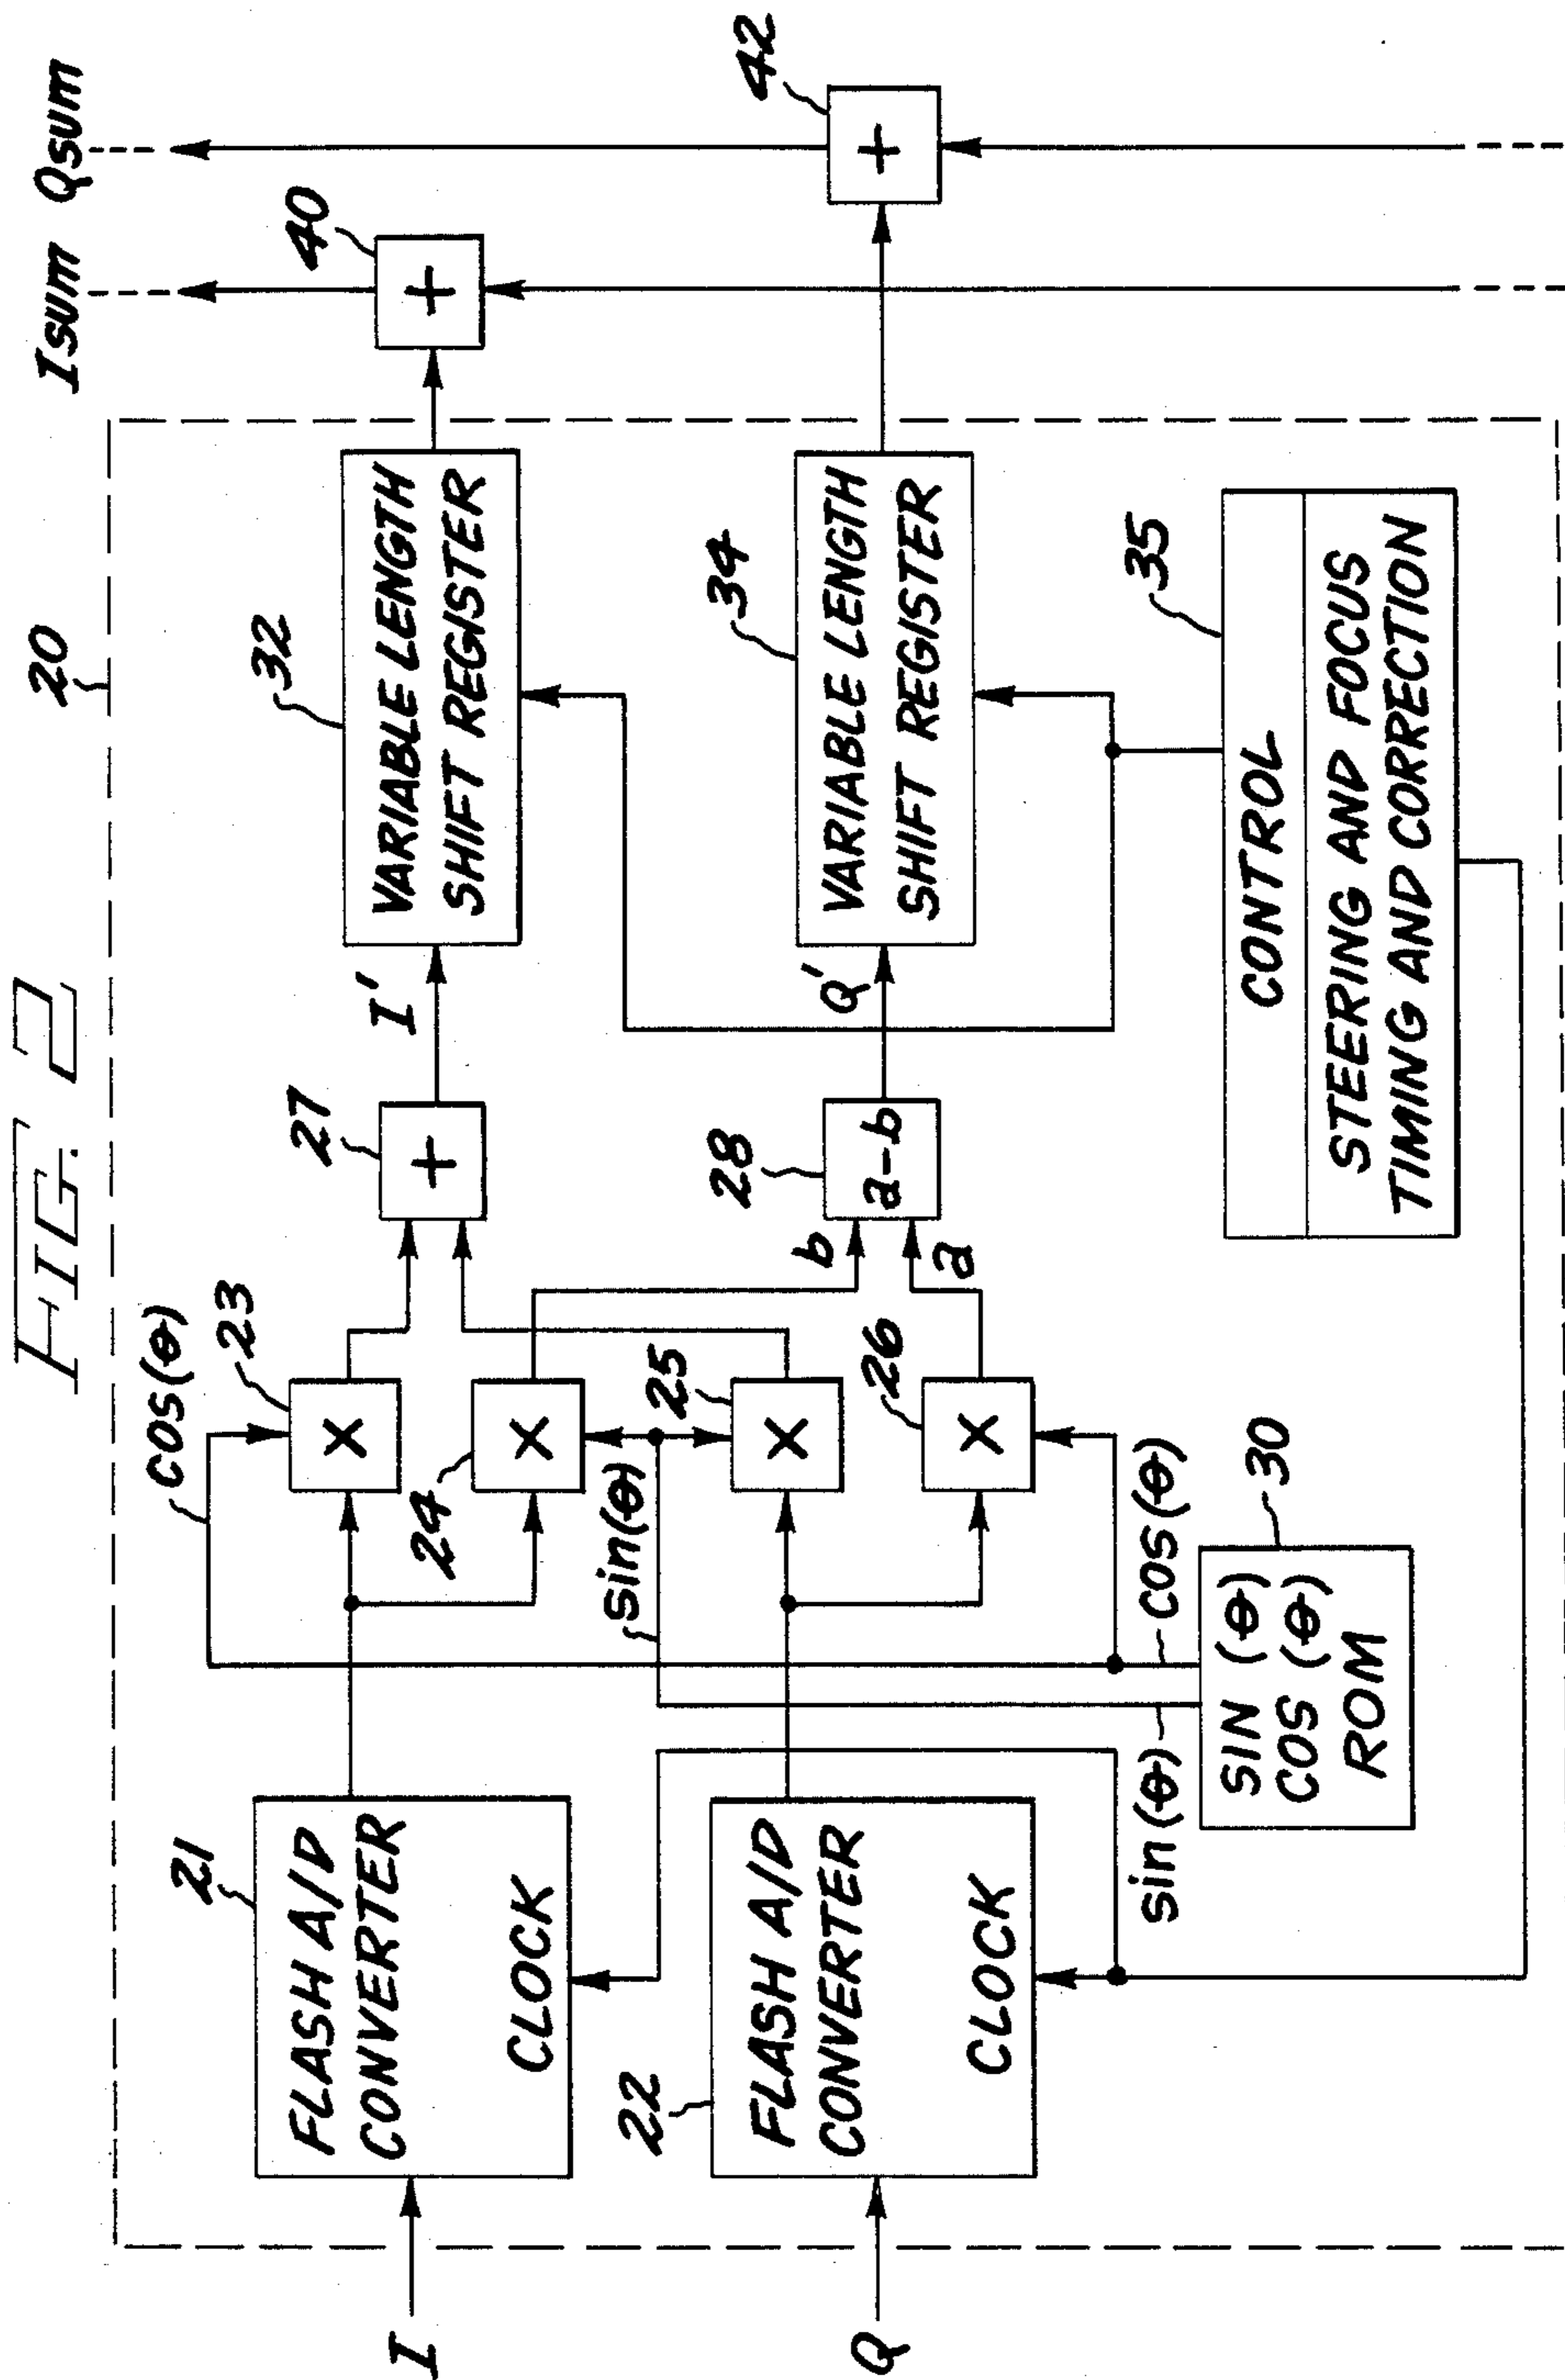 FIG. 2
20
Isum
Qsum
I
21
FLASH A/D
CONVERTER
CLOCK
cos(θ)
23
X
24
X
sin(θ)
27
+
I'
32
VARIABLE LENGTH
SHIFT REGISTER
40
+
Q
22
FLASH A/D
CONVERTER
CLOCK
25
X
26
X
b
a
28
a-b
Q'
34
VARIABLE LENGTH
SHIFT REGISTER
42
+
sin(θ)
cos(θ)
30
SIN (θ)
COS (θ)
ROM
35
CONTROL
STEERING AND FOCUS
TIMING AND CORRECTION